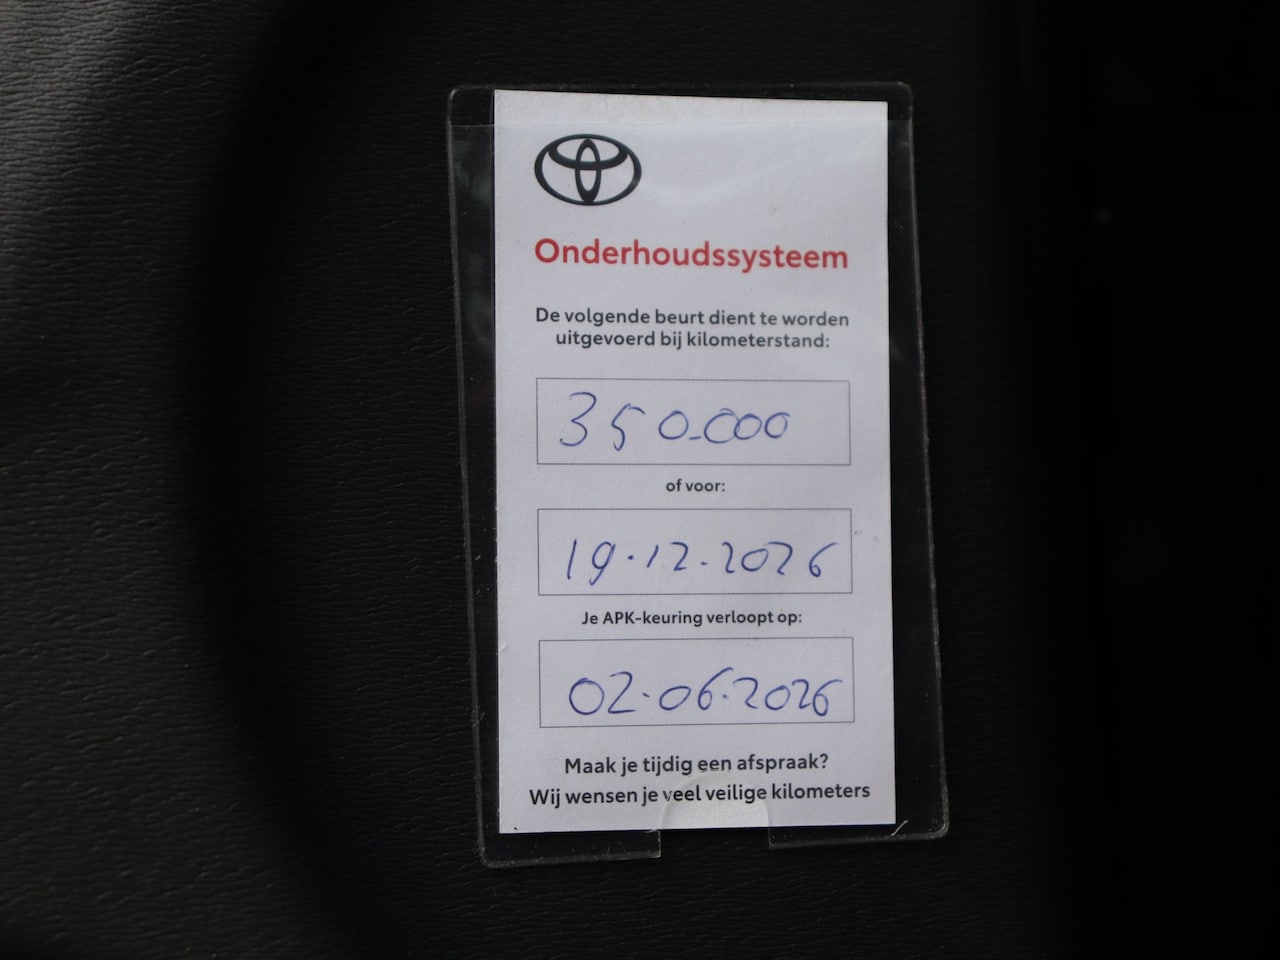 Onderhoudssysteem
De volgende beurt dient te worden
uitgevoerd bij kilometerstand:
350.000
of voor:
19.12.2026
Je APK-keuring verloopt op:
02.06.2026
Maak je tijdig een afspraak?
Wij wensen je veel veilige kilometers